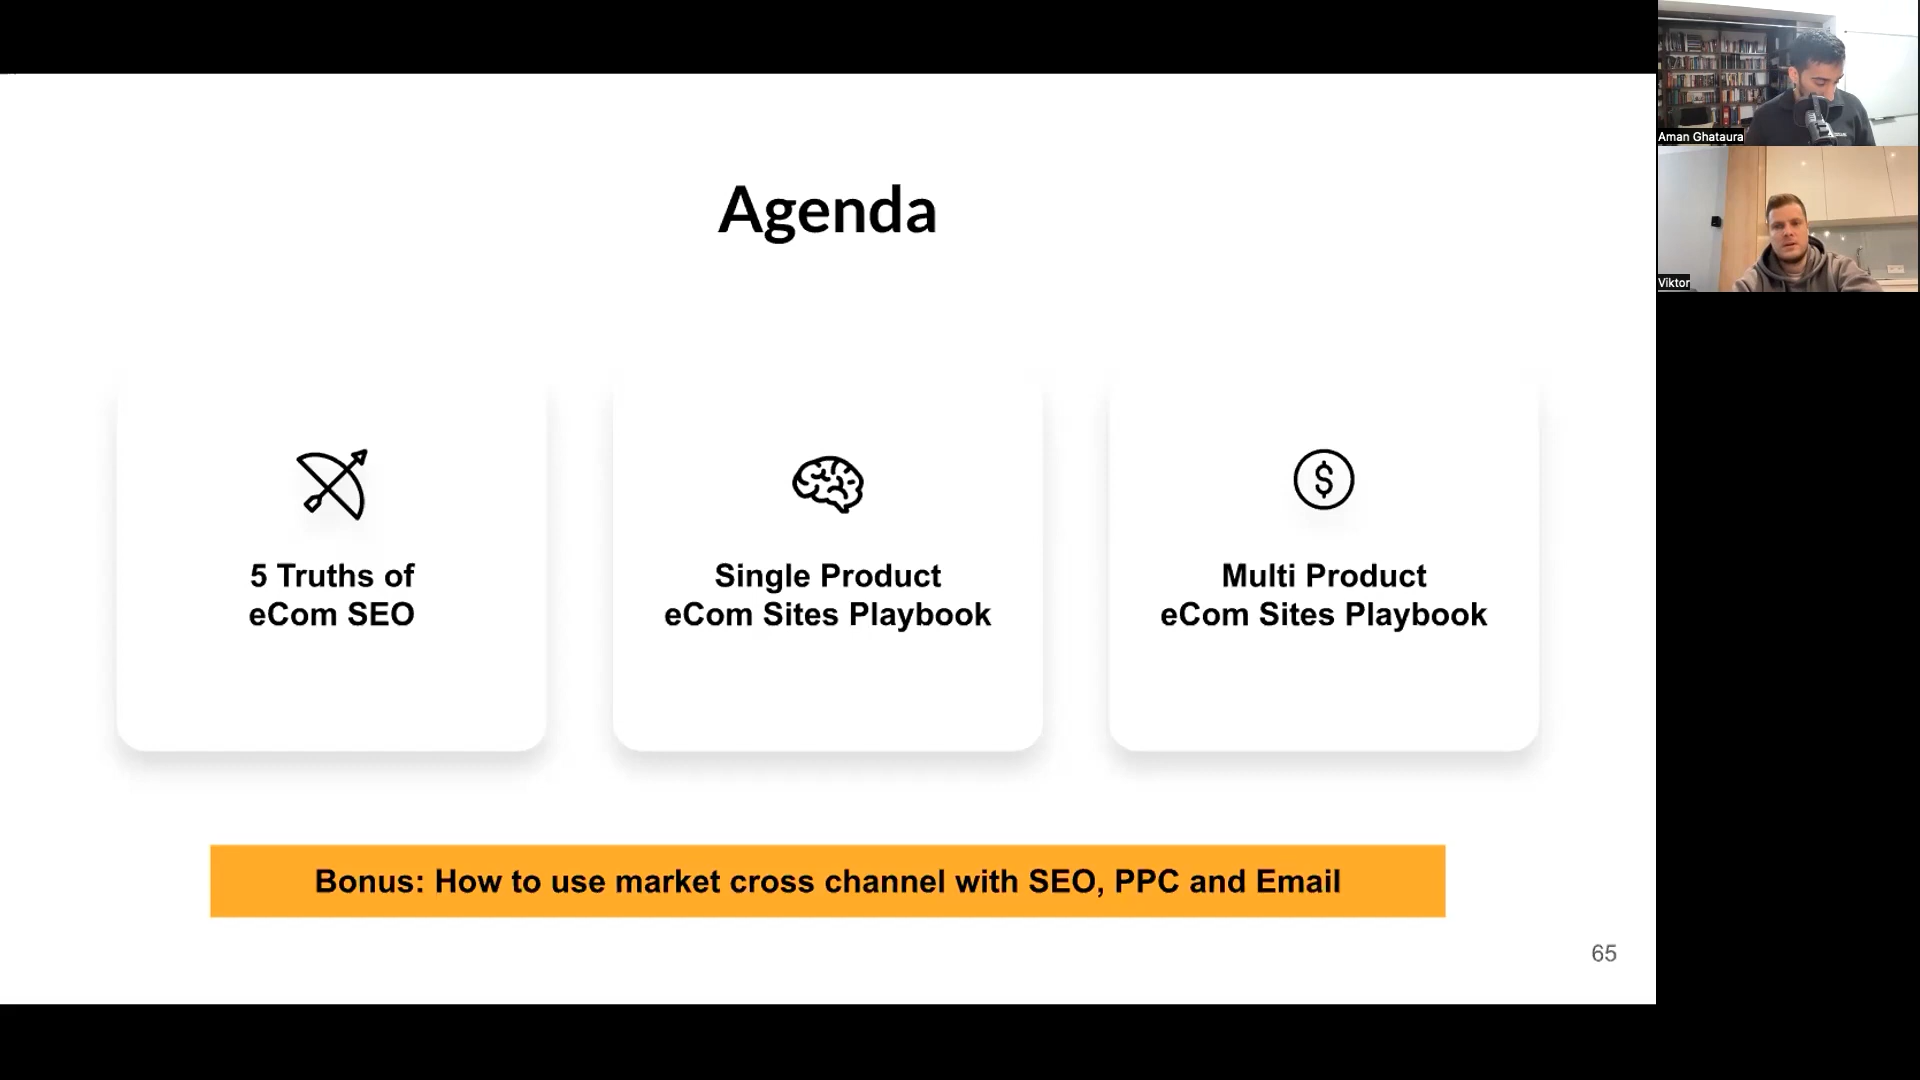 Agenda
5 Truths of
eCom SEO
Single Product
eCom Sites Playbook
Multi Product
eCom Sites Playbook
Bonus: How to use market cross channel with SEO, PPC and Email
65
Aman Ghataura
Viktor